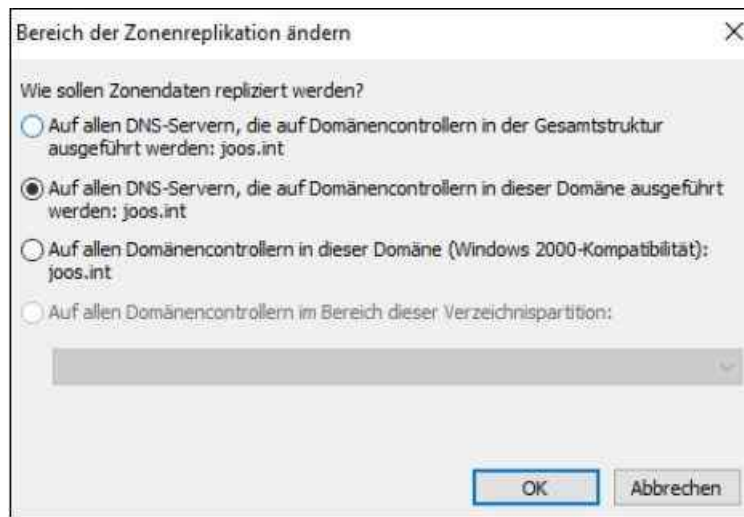 Bereich der Zonenreplikation ändern
Wie sollen Zonendaten repliziert werden?
Auf allen DNS-Servern, die auf Domänencontrollern in der Gesamtstruktur
ausgeführt werden: joos.int
Auf allen DNS-Servern, die auf Domänencontrollern in dieser Domäne ausgeführt
werden: joos.int
Auf allen Domänencontrollern in dieser Domäne (Windows 2000-Kompatibilität):
joos.int
Auf allen Domänencontrollern im Bereich dieser Verzeichnispartition:
OK Abbrechen